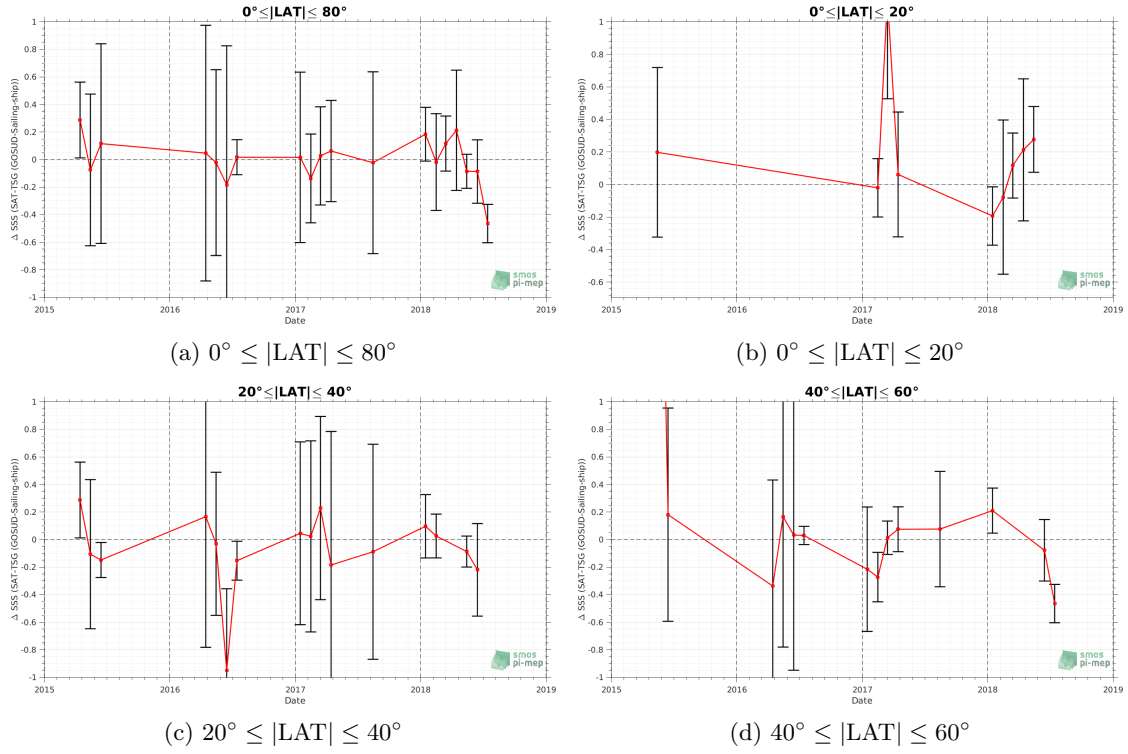 0°≤|LAT|≤ 80°
Δ SSS (SAT-TSG (GOSUD-Sailing-ship))
1
0.8
0.6
0.4
0.2
0
-0.2
-0.4
-0.6
-0.8
-1
2015
2016
2017
2018
2019
Date
smos
pi-mep
(a) 0° ≤ |LAT| ≤ 80°
0°≤|LAT|≤ 20°
Δ SSS (SAT-TSG (GOSUD-Sailing-ship))
1
0.8
0.6
0.4
0.2
0
-0.2
-0.4
-0.6
2015
2016
2017
2018
2019
Date
smos
pi-mep
(b) 0° ≤ |LAT| ≤ 20°
20°≤|LAT|≤ 40°
Δ SSS (SAT-TSG (GOSUD-Sailing-ship))
1
0.8
0.6
0.4
0.2
0
-0.2
-0.4
-0.6
-0.8
-1
2015
2016
2017
2018
2019
Date
smos
pi-mep
(c) 20° ≤ |LAT| ≤ 40°
40°≤|LAT|≤ 60°
Δ SSS (SAT-TSG (GOSUD-Sailing-ship))
1
0.8
0.6
0.4
0.2
0
-0.2
-0.4
-0.6
-0.8
-1
2015
2016
2017
2018
2019
Date
smos
pi-mep
(d) 40° ≤ |LAT| ≤ 60°